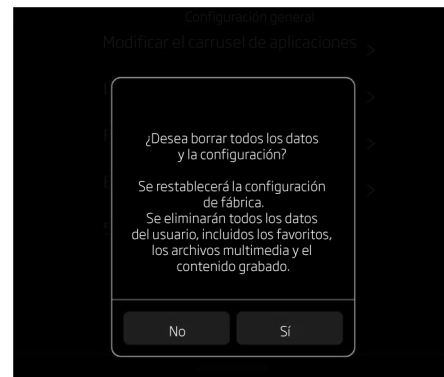 Configuración general
Modificar el carrusel de aplicaciones
¿Desea borrar todos los datos
y la configuración?
Se restablecerá la configuración
de fábrica.
Se eliminarán todos los datos
del usuario, incluidos los favoritos,
los archivos multimedia y el
contenido grabado.
No
Sí